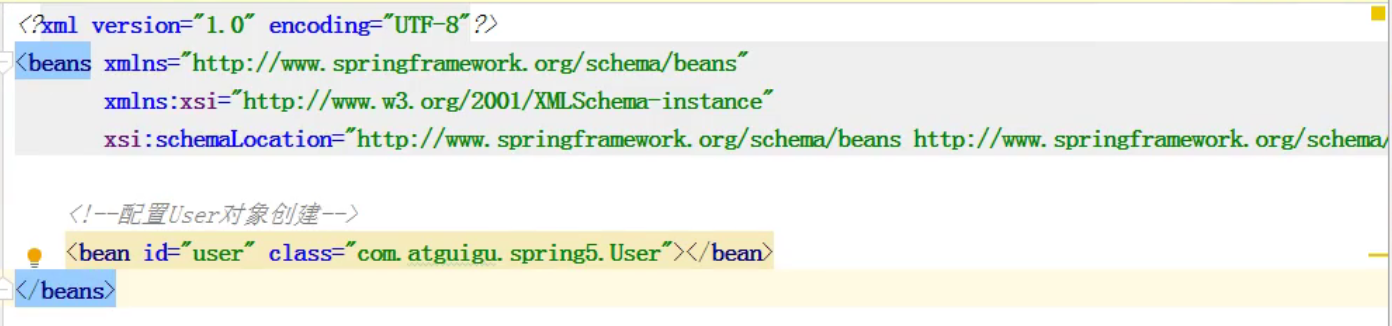 <?xml version="1.0" encoding="UTF-8"?>
<beans xmlns="http://www.springframework.org/schema/beans"
xmlns:xsi="http://www.w3.org/2001/XMLSchema-instance"
xsi:schemaLocation="http://www.springframework.org/schema/beans http://www.springframework.org/schema/
<!--配置User对象创建-->
<bean id="user" class="com.atguigu.spring5.User"></bean>
</beans>